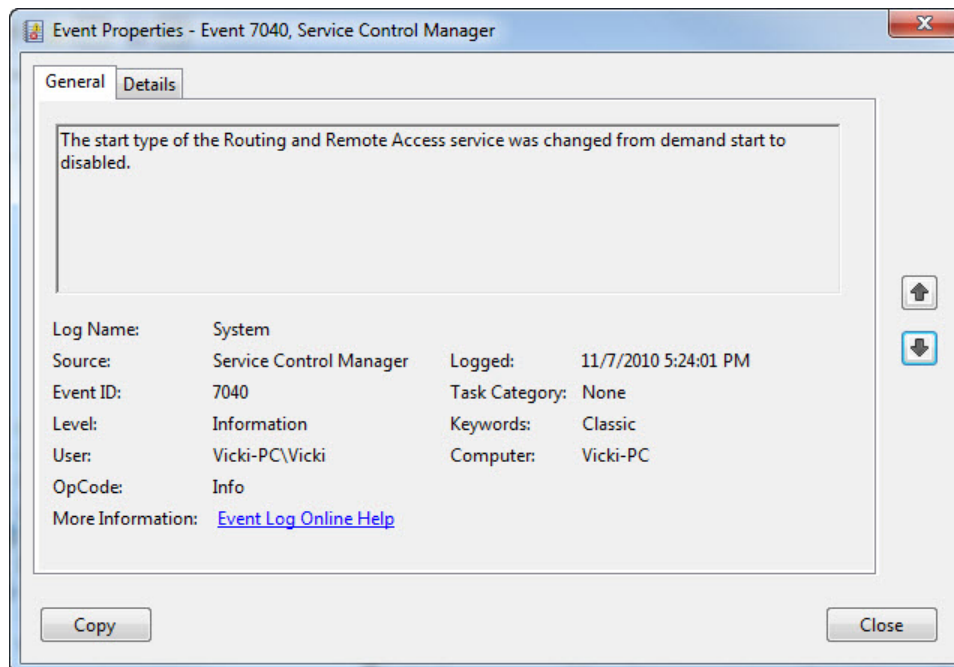 Event Properties - Event 7040, Service Control Manager
General
Details
The start type of the Routing and Remote Access service was changed from demand start to
disabled.
Log Name: System
Source: Service Control Manager Logged: 11/7/2010 5:24:01 PM
Event ID: 7040 Task Category: None
Level: Information Keywords: Classic
User: Vicki-PC\Vicki Computer: Vicki-PC
OpCode: Info
More Information: Event Log Online Help
Copy
Close